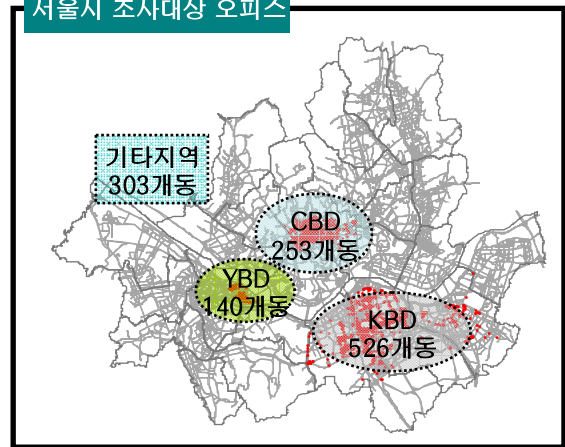 서울시 조사대상 오피스
기타지역
303개동
CBD
253개동
YBD
140개동
KBD
526개동